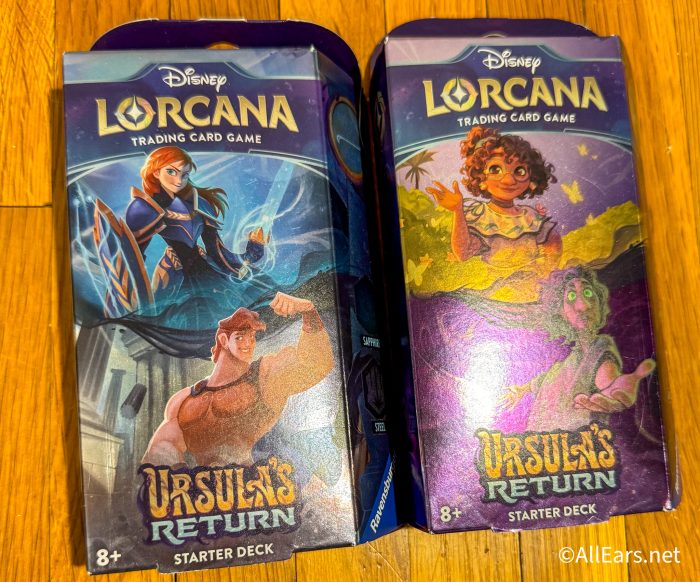 Disney
LORCANA
TRADING CARD GAME
SAPPHIR
STEEL
URSULA'S
RETURN
Ravensburger
8+
STARTER DECK
Disney
LORCANA
TRADING CARD GAME
URSULA'S
RETURN
8+
STARTER DECK
©AllEars.net